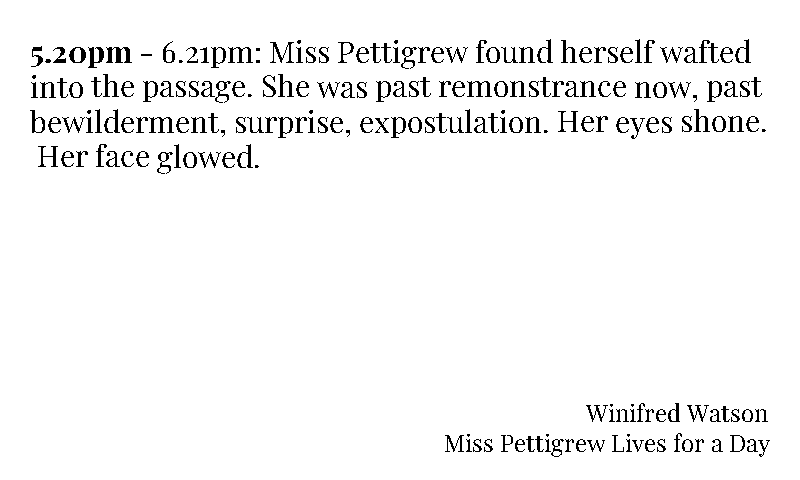 5.20pm - 6.21pm: Miss Pettigrew found herself wafted
into the passage. She was past remonstrance now, past
bewilderment, surprise, expostulation. Her eyes shone.
Her face glowed.
Winifred Watson
Miss Pettigrew Lives for a Day